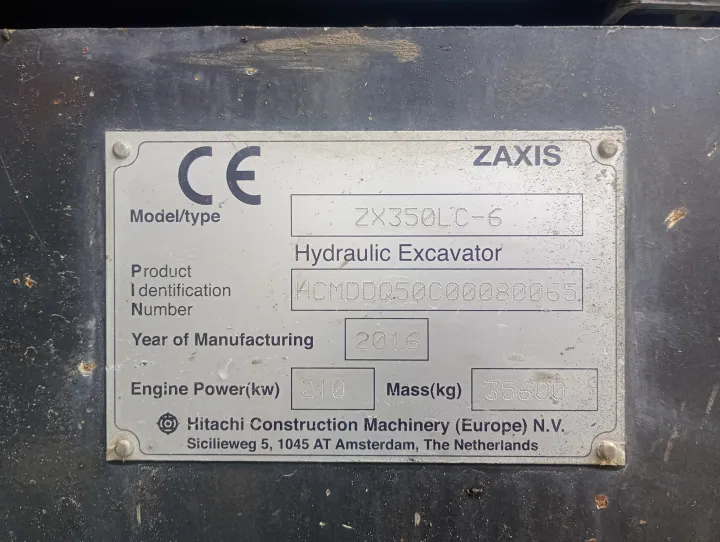 CE ZAXIS
Model/type ZX350LC-6
Hydraulic Excavator
Product
Identification HCMDDQ50C00080065
Number
Year of Manufacturing 2016
Engine Power(kw) 210 Mass(kg) 35600
Hitachi Construction Machinery (Europe) N.V.
Sicilieweg 5, 1045 AT Amsterdam, The Netherlands